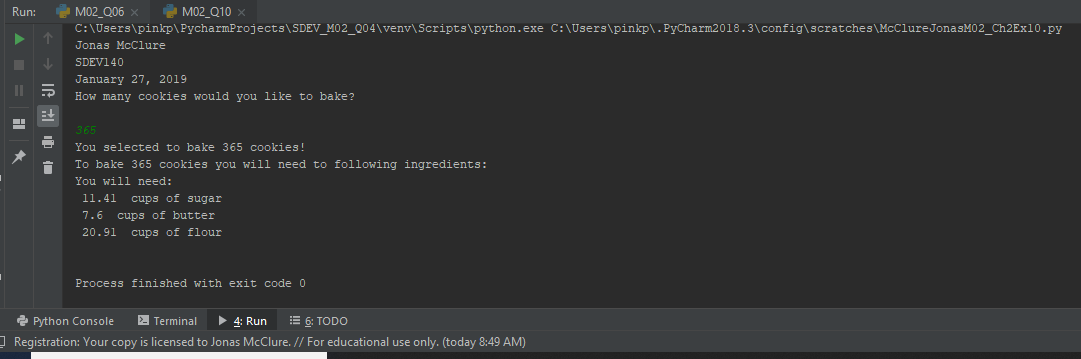 Run: M02_Q06 × M02_Q10 ×
C:\Users\pinkp\PycharmProjects\SDEV_M02_Q04\venv\Scripts\python.exe C:\Users\pinkp\.PyCharm2018.3\config\scratches\McClureJonasM02_Ch2Ex10.py
Jonas McClure
SDEV140
January 27, 2019
How many cookies would you like to bake?
365
You selected to bake 365 cookies!
To bake 365 cookies you will need to following ingredients:
You will need:
11.41 cups of sugar
7.6 cups of butter
20.91 cups of flour
Process finished with exit code 0
Python Console Terminal 4: Run 6: TODO
Registration: Your copy is licensed to Jonas McClure. // For educational use only. (today 8:49 AM)